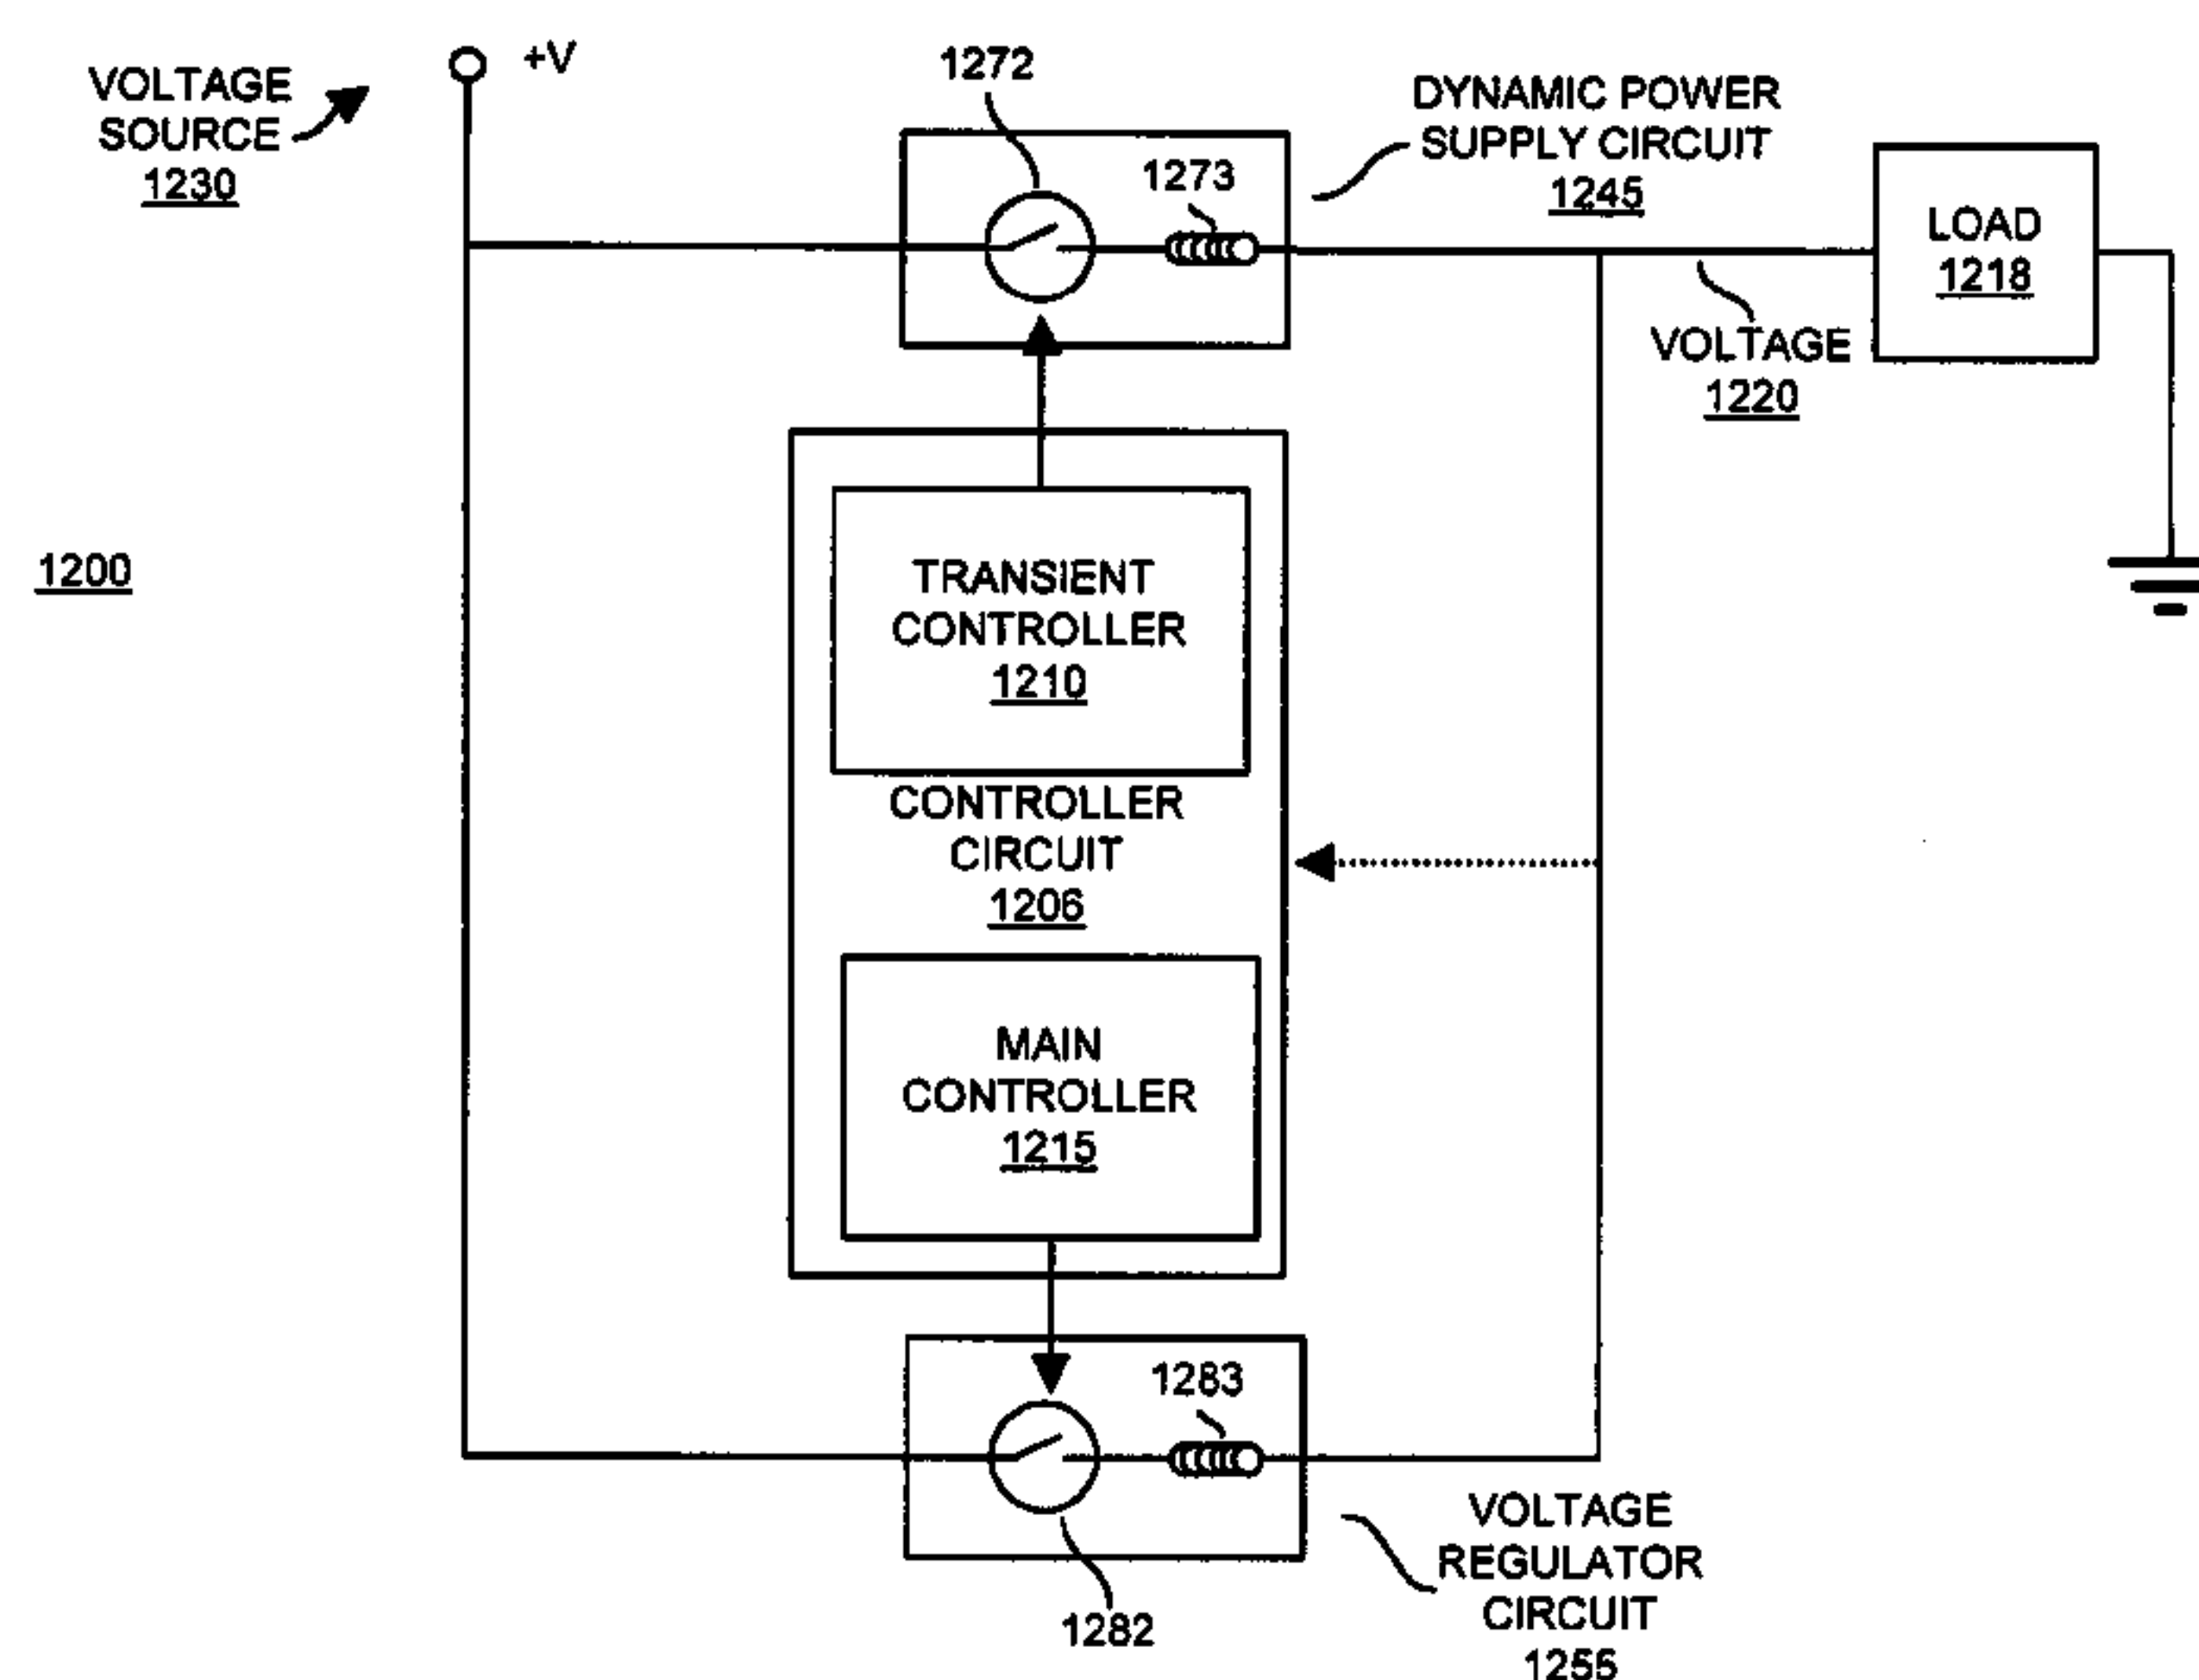 VOLTAGE
SOURCE
1230
+V
1272
1273
DYNAMIC POWER
SUPPLY CIRCUIT
1245
LOAD
1218
VOLTAGE
1220
1200
TRANSIENT
CONTROLLER
1210
CONTROLLER
CIRCUIT
1206
MAIN
CONTROLLER
1215
1283
1282
VOLTAGE
REGULATOR
CIRCUIT
1255